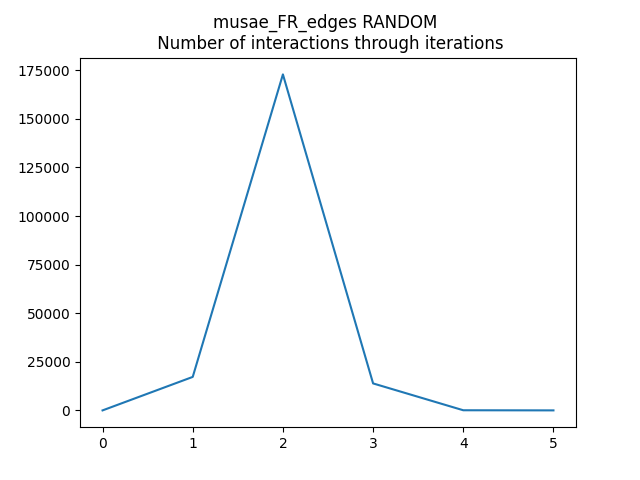 musae_FR_edges RANDOM
Number of interactions through iterations
175000
150000
125000
100000
75000
50000
25000
0
0 1 2 3 4 5